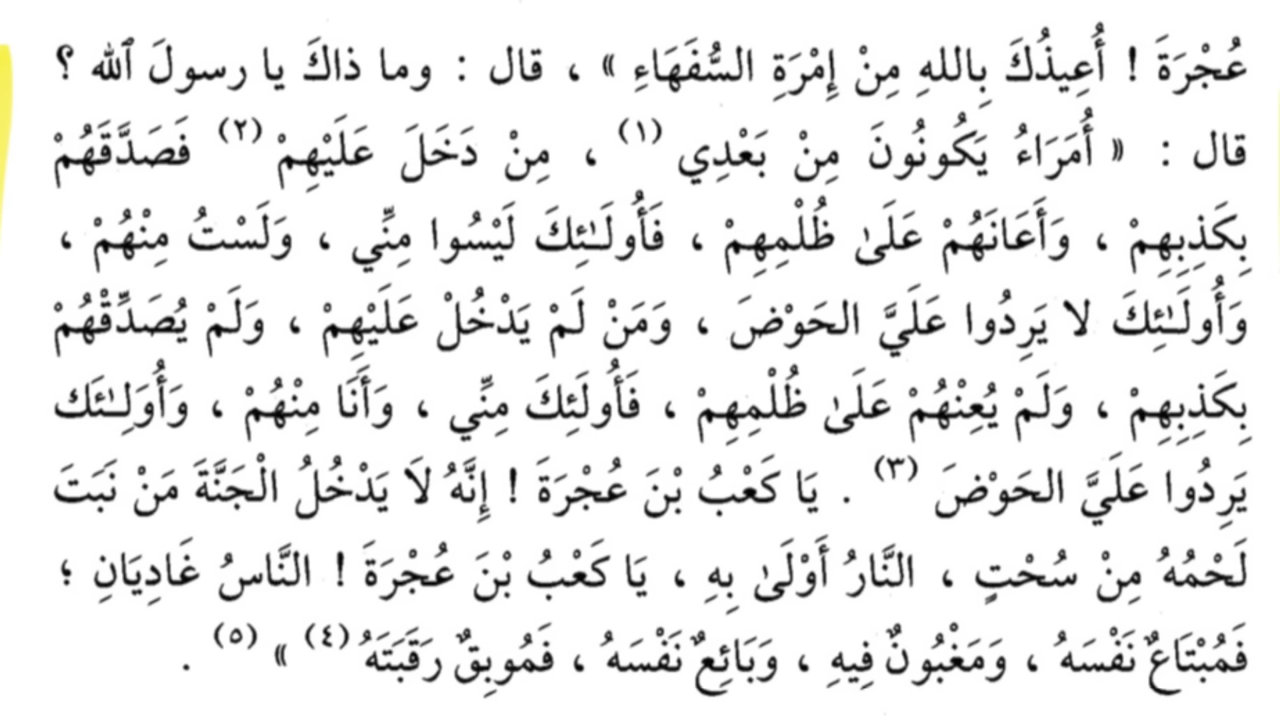 عُجْرَةَ ! أُعِيذُكَ بِاللهِ مِنْ إِمْرَةِ السُّفَهَاءِ » ، قال : وما ذاكَ يا رسولَ ٱلله ؟
قال : « أُمَرَاءُ يَكُونُونَ مِنْ بَعْدِي (١) ، مِنْ دَخَلَ عَلَيْهِمْ (٢) فَصَدَّقَهُمْ
بِكَذِبِهِمْ ، وَأَعَانَهُمْ عَلَىٰ ظُلْمِهِمْ ، فَأُولَـٰئِكَ لَيْسُوا مِنِّي ، وَلَسْتُ مِنْهُمْ ،
وَأُولَـٰئِكَ لا يَرِدُوا عَلَيَّ الحَوْضَ ، وَمَنْ لَمْ يَدْخُلْ عَلَيْهِمْ ، وَلَمْ يُصَدِّقْهُمْ
بِكَذِبِهِمْ ، وَلَمْ يُعِنْهُمْ عَلَىٰ ظُلْمِهِمْ ، فَأُولَئِكَ مِنِّي ، وَأَنَا مِنْهُمْ ، وَأُوَلِـٰئَك
يَرِدُوا عَلَيَّ الحَوْضَ (٣) . يَا كَعْبُ بْنَ عُجْرَةَ ! إِنَّهُ لَا يَدْخُلُ الْجَنَّةَ مَنْ نَبَتَ
لَحْمُهُ مِنْ سُحْتٍ ، النَّارُ أَوْلَىٰ بِهِ ، يَا كَعْبُ بْنَ عُجْرَةَ ! النَّاسُ غَادِيَانِ ؛
فَمُبْتَاعٌ نَفْسَهُ ، وَمَغْبُونٌ فِيهِ ، وَبَائِعٌ نَفْسَهُ ، فَمُوبِقٌ رَقَبَتَهُ (٤) » (٥) .